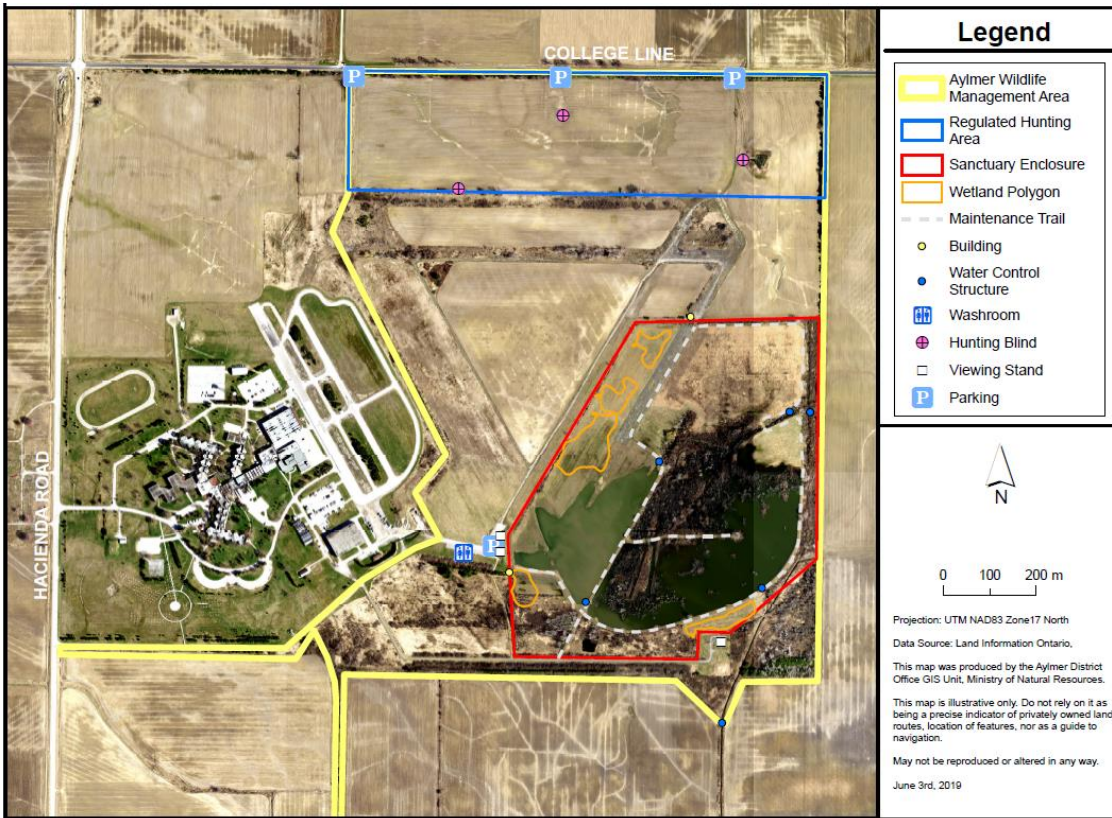 COLLEGE LINE
P
P
P
HACIENDA ROAD
P
Legend
Aylmer Wildlife
Management Area
Regulated Hunting
Area
Sanctuary Enclosure
Wetland Polygon
Maintenance Trail
Building
Water Control
Structure
Washroom
Hunting Blind
Viewing Stand
P
Parking
N
0 100 200 m
Projection: UTM NAD83 Zone17 North
Data Source: Land Information Ontario,
This map was produced by the Aylmer District
Office GIS Unit, Ministry of Natural Resources.
This map is illustrative only. Do not rely on it as
being a precise indicator of privately owned land
routes, location of features, nor as a guide to
navigation.
May not be reproduced or altered in any way.
June 3rd, 2019